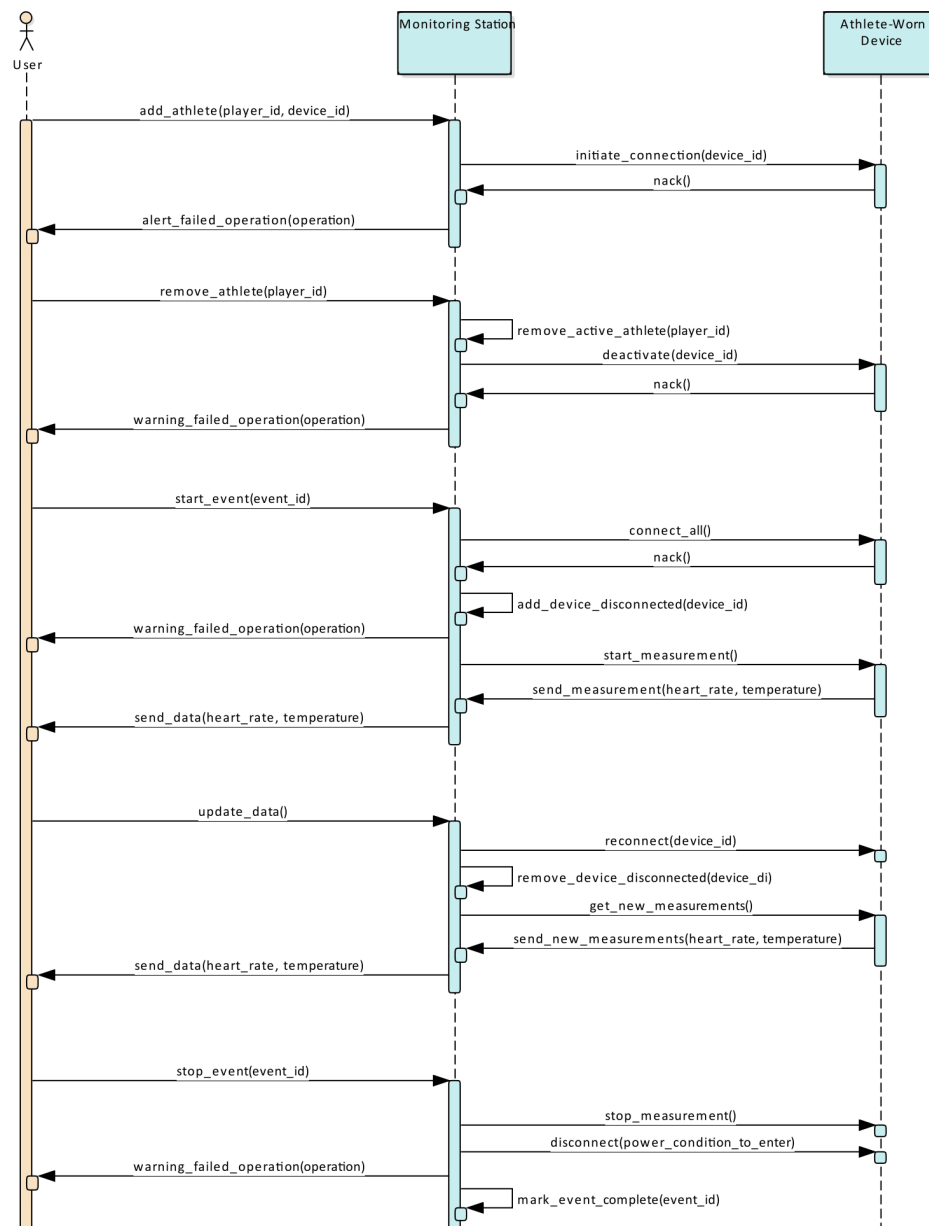 Monitoring Station
Athlete-Worn
Device
User
add_athlete(player_id, device_id)
initiate_connection(device_id)
nack()
alert_failed_operation(operation)
remove_athlete(player_id)
remove_active_athlete(player_id)
deactivate(device_id)
nack()
warning_failed_operation(operation)
start_event(event_id)
connect_all()
nack()
add_device_disconnected(device_id)
warning_failed_operation(operation)
start_measurement()
send_measurement(heart_rate, temperature)
send_data(heart_rate, temperature)
update_data()
reconnect(device_id)
remove_device_disconnected(device_di)
get_new_measurements()
send_new_measurements(heart_rate, temperature)
send_data(heart_rate, temperature)
stop_event(event_id)
stop_measurement()
disconnect(power_condition_to_enter)
warning_failed_operation(operation)
mark_event_complete(event_id)